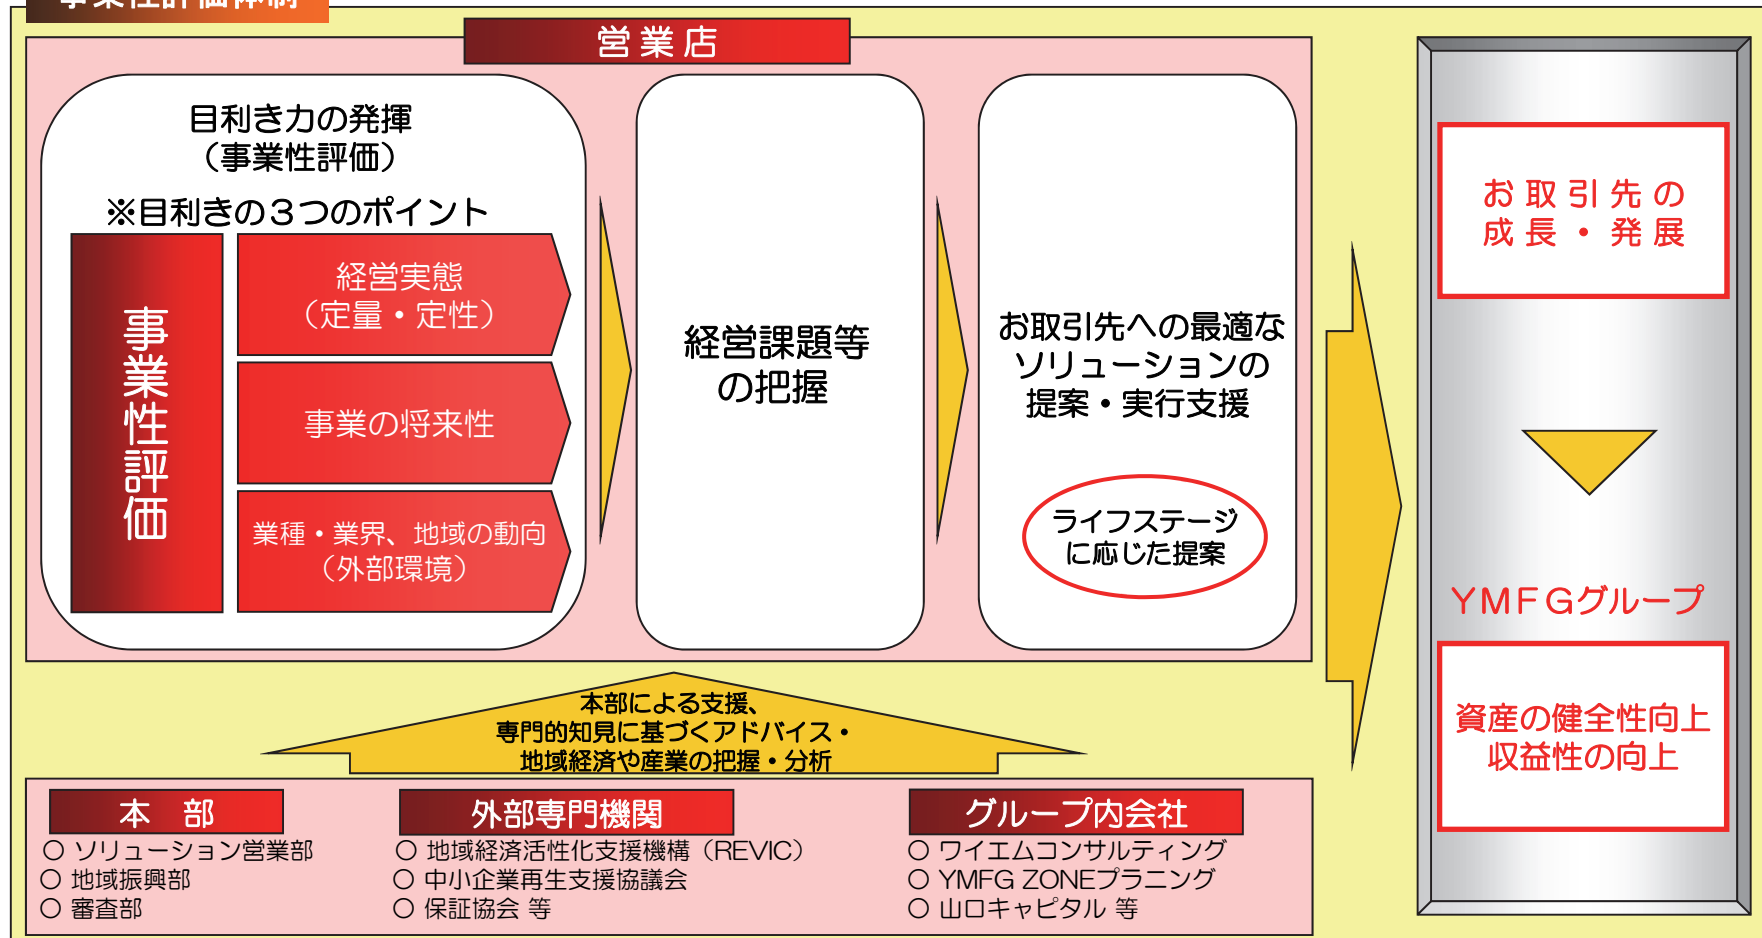 事業性評価体制
営業店
目利き力の発揮
（事業性評価）
※目利きの３つのポイント
事業性評価
経営実態
（定量・定性）
事業の将来性
業種・業界、地域の動向
（外部環境）
経営課題等
の把握
お取引先への最適な
ソリューションの
提案・実行支援
ライフステージ
に応じた提案
お取引先の
成長・発展
ＹＭＦＧグループ
資産の健全性向上
収益性の向上
本部による支援、
専門的知見に基づくアドバイス・
地域経済や産業の把握・分析
本　部
○ ソリューション営業部
○ 地域振興部
○ 審査部
外部専門機関
○ 地域経済活性化支援機構（REVIC）
○ 中小企業再生支援協議会
○ 保証協会 等
グループ内会社
○ ワイエムコンサルティング
○ YMFG ZONEプラニング
○ 山口キャピタル 等